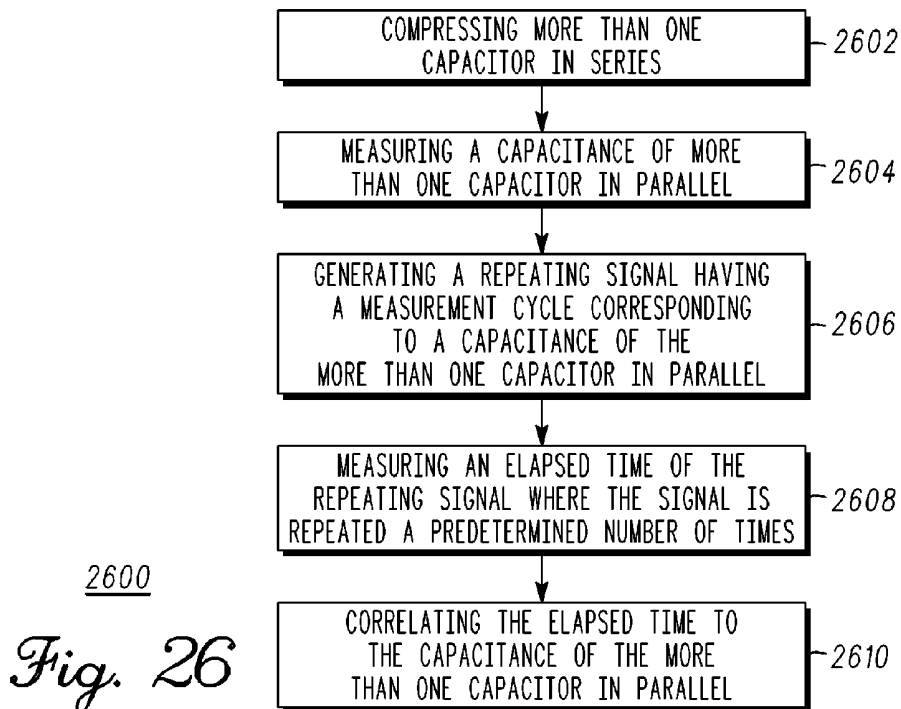 COMPRESSING MORE THAN ONE
CAPACITOR IN SERIES
2602
MEASURING A CAPACITANCE OF MORE
THAN ONE CAPACITOR IN PARALLEL
2604
GENERATING A REPEATING SIGNAL HAVING
A MEASUREMENT CYCLE CORRESPONDING
TO A CAPACITANCE OF THE
MORE THAN ONE CAPACITOR IN PARALLEL
2606
MEASURING AN ELAPSED TIME OF THE
REPEATING SIGNAL WHERE THE SIGNAL IS
REPEATED A PREDETERMINED NUMBER OF TIMES
2608
CORRELATING THE ELAPSED TIME TO
THE CAPACITANCE OF THE MORE
THAN ONE CAPACITOR IN PARALLEL
2610
2600
Fig. 26